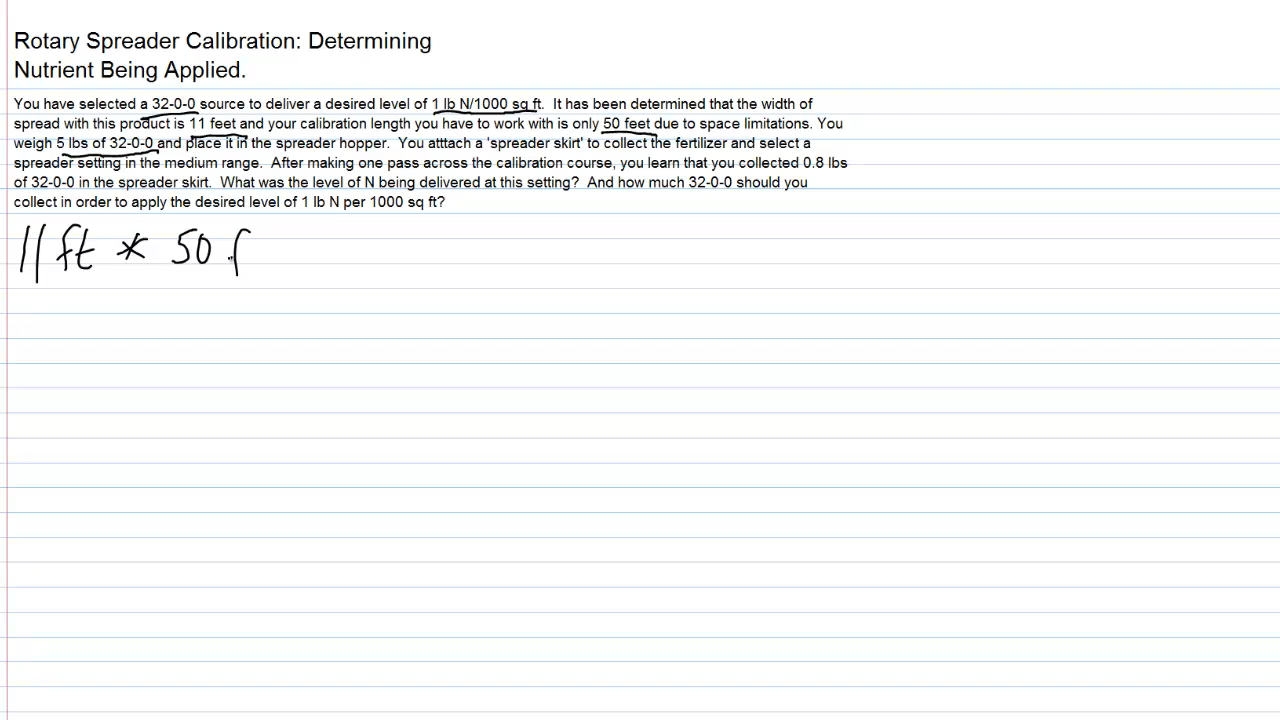 Rotary Spreader Calibration: Determining
Nutrient Being Applied.
You have selected a 32-0-0 source to deliver a desired level of 1 lb N/1000 sq ft. It has been determined that the width of
spread with this product is 11 feet and your calibration length you have to work with is only 50 feet due to space limitations. You
weigh 5 lbs of 32-0-0 and place it in the spreader hopper. You atttach a 'spreader skirt' to collect the fertilizer and select a
spreader setting in the medium range. After making one pass across the calibration course, you learn that you collected 0.8 lbs
of 32-0-0 in the spreader skirt. What was the level of N being delivered at this setting? And how much 32-0-0 should you
collect in order to apply the desired level of 1 lb N per 1000 sq ft?
11 ft * 50 f